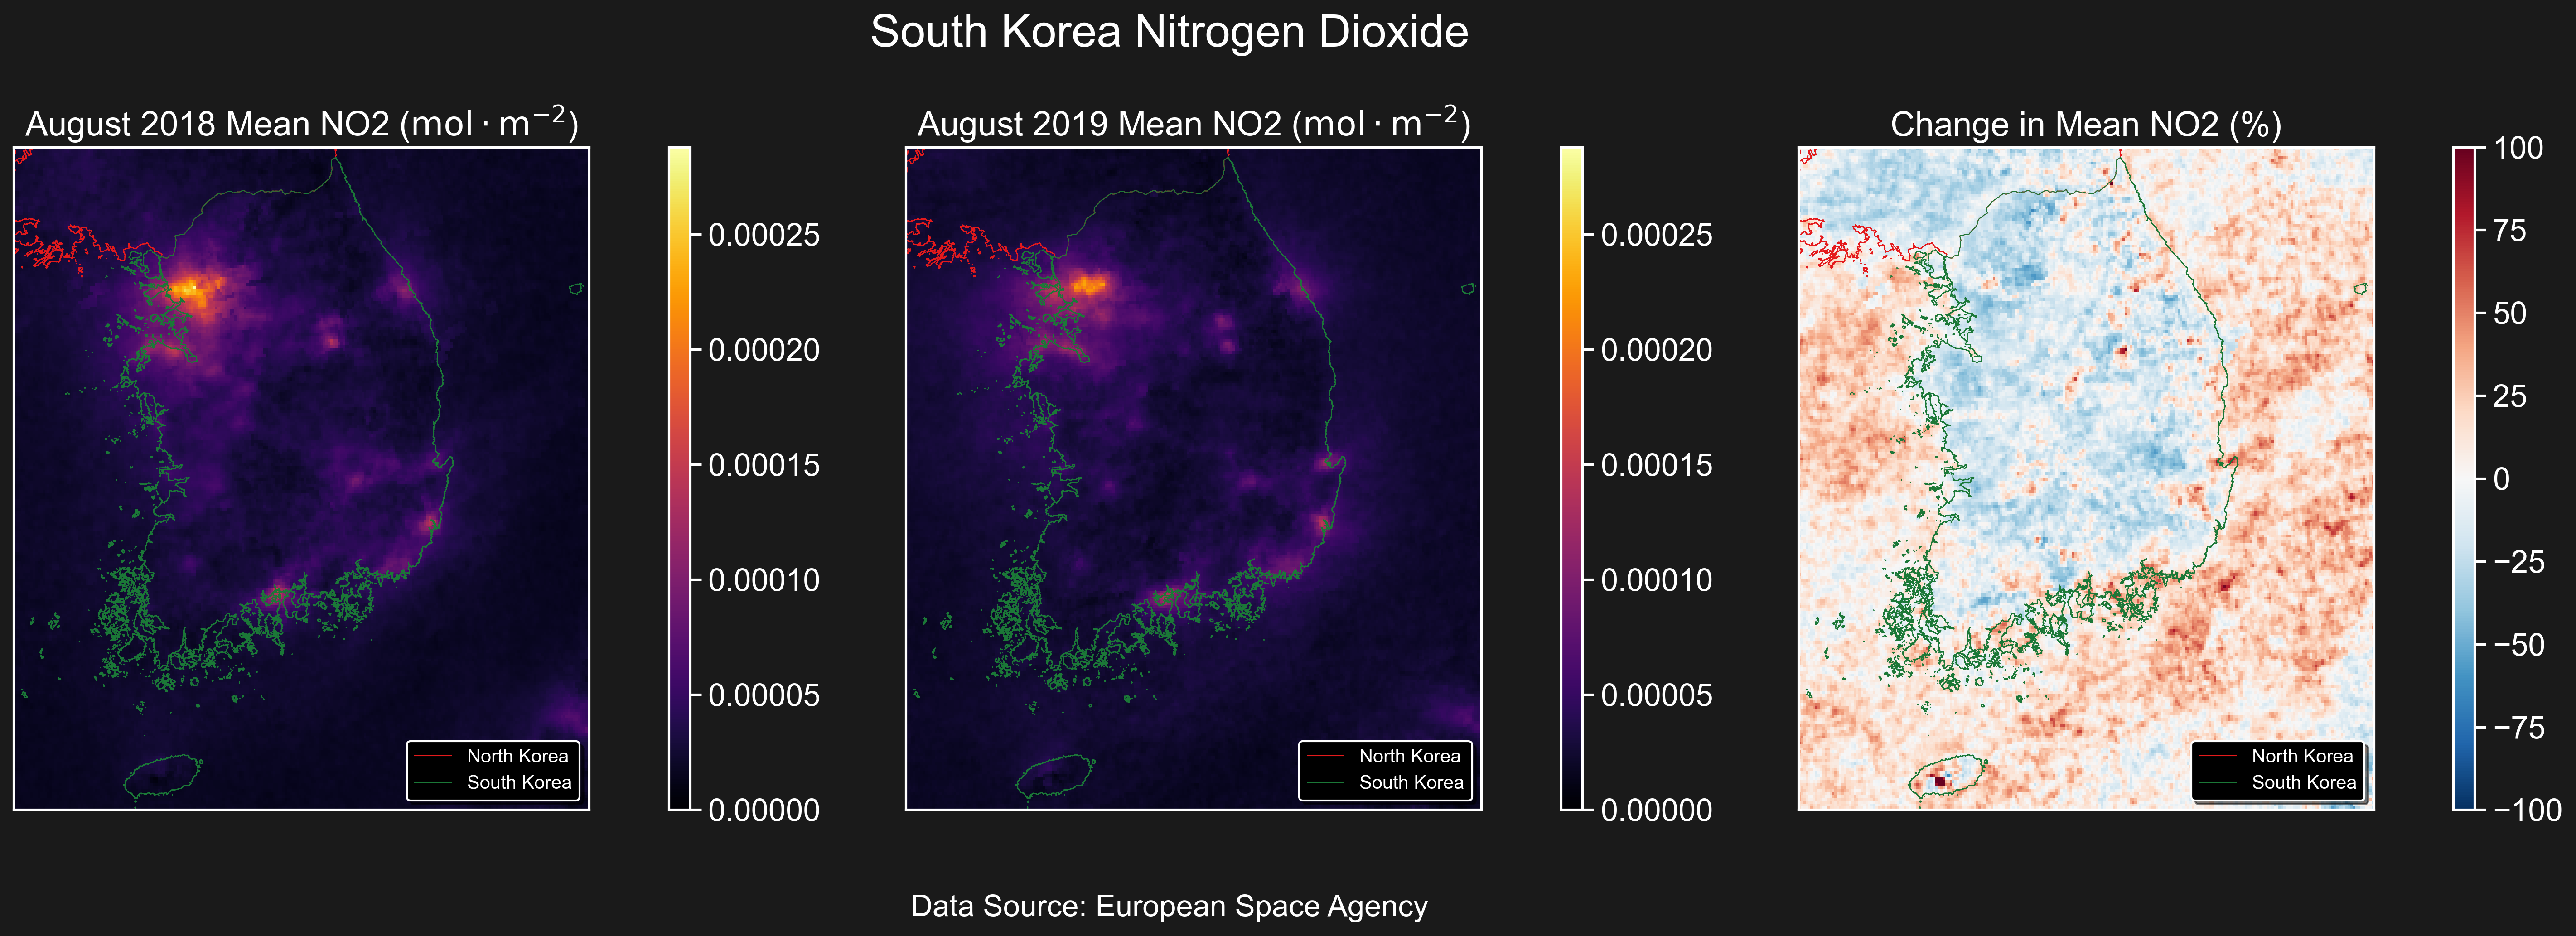 South Korea Nitrogen Dioxide
August 2018 Mean NO2 (mol · m⁻²)
0.00025
0.00020
0.00015
0.00010
0.00005
0.00000
North Korea
South Korea
August 2019 Mean NO2 (mol · m⁻²)
0.00025
0.00020
0.00015
0.00010
0.00005
0.00000
North Korea
South Korea
Change in Mean NO2 (%)
100
75
50
25
0
−25
−50
−75
−100
North Korea
South Korea
Data Source: European Space Agency